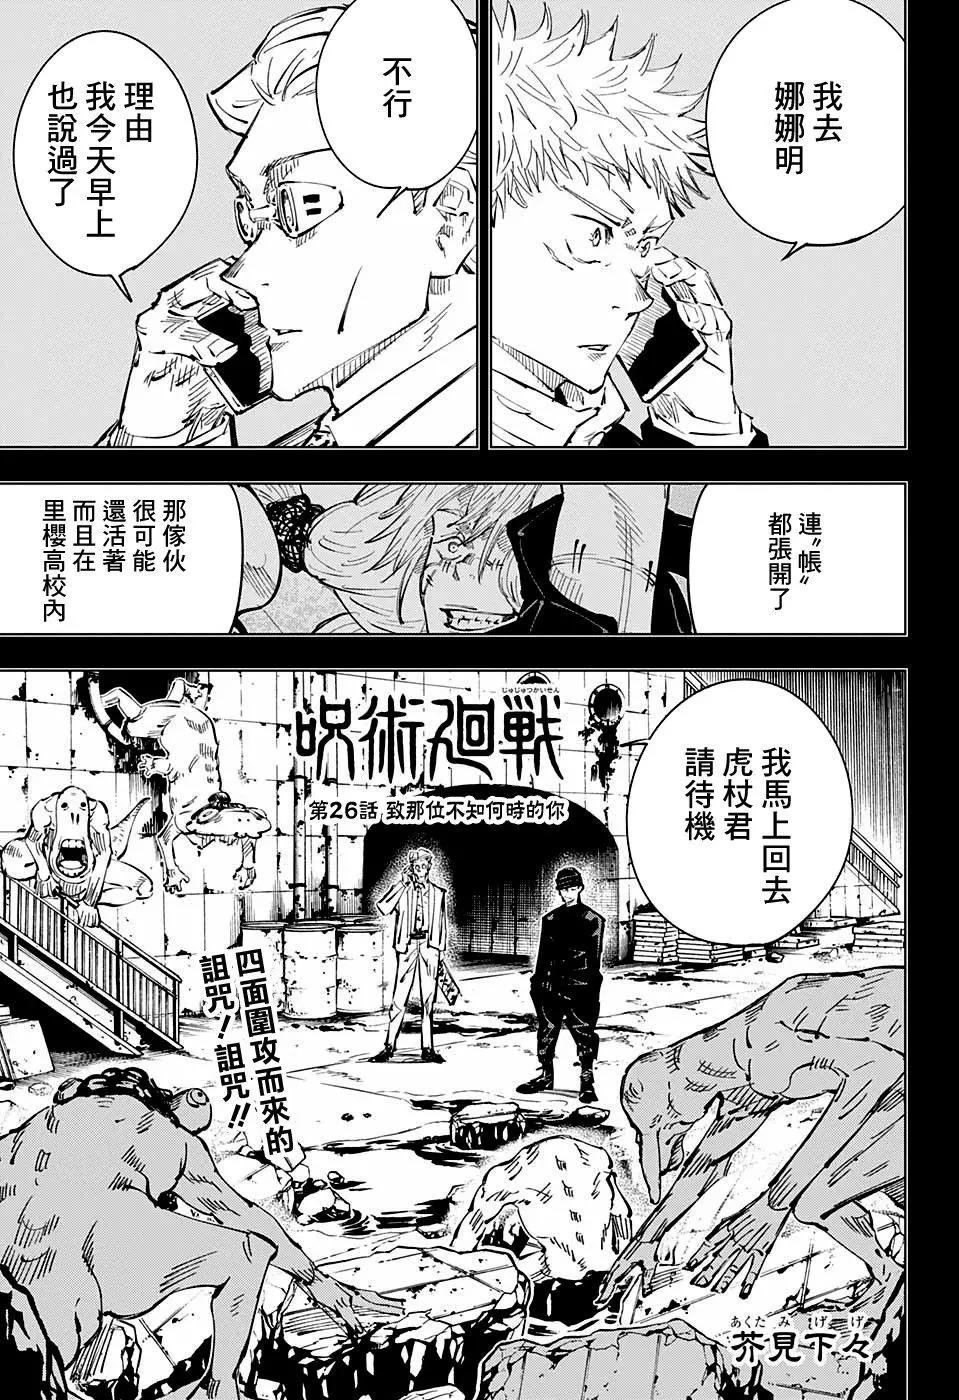 我去
娜娜明
不行
理由
我今天早上
也說過了
連〝帳〞
都張開了
那傢伙
很可能
還活著
而且在
里櫻高校內
じゅじゅつかいせん
呪術廻戦
第26話 致那位不知何時的你
我馬上回去
虎杖君
請待機
四面圍攻而來的
詛咒！詛咒!!
あくた み げ げ
芥見下々